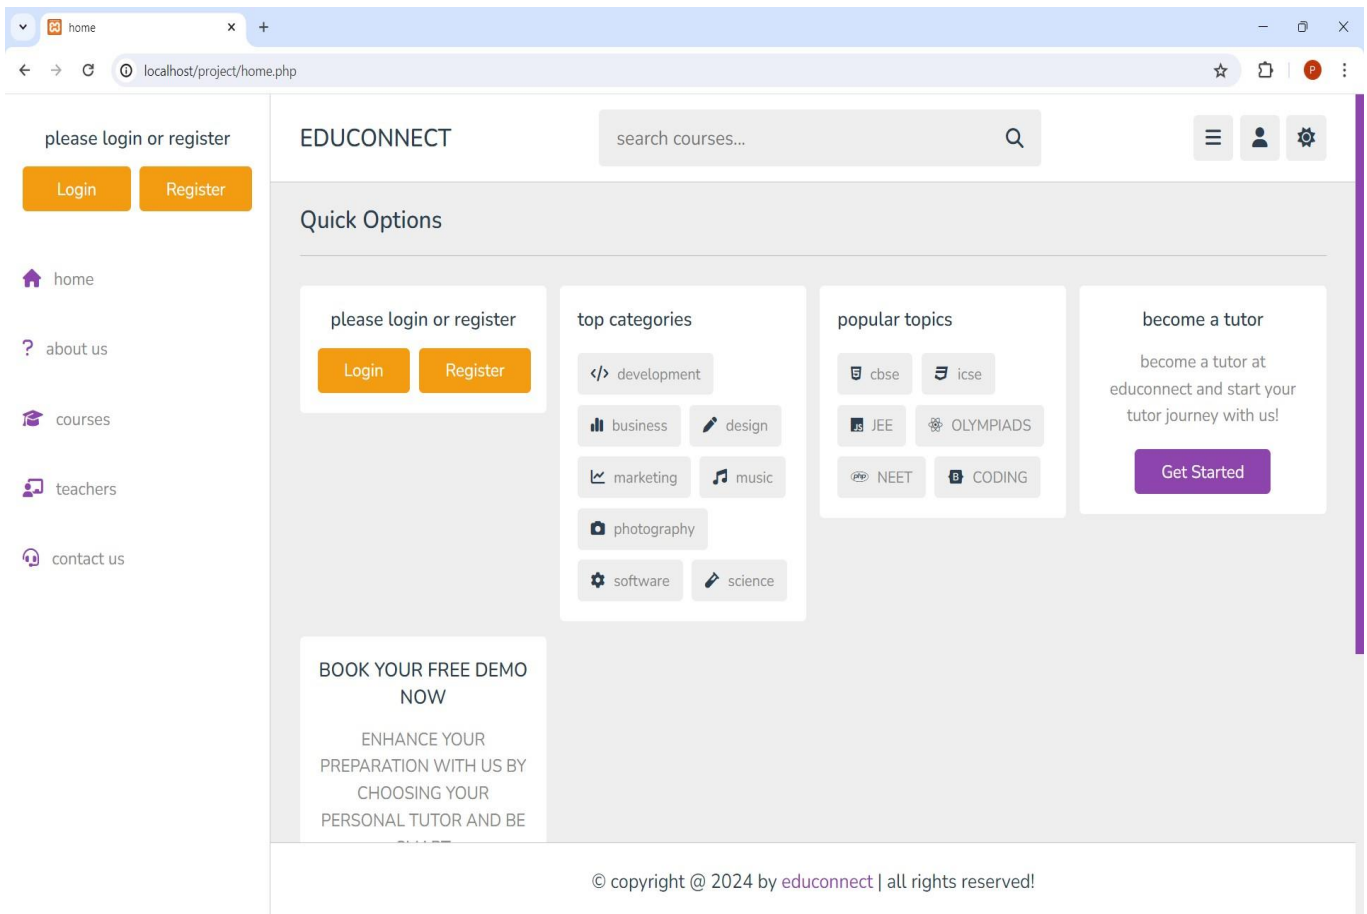 home
localhost/project/home.php
P
please login or register
Login Register
home
about us
courses
teachers
contact us
EDUCONNECT
search courses...
Quick Options
please login or register
Login Register
top categories
development
business design
marketing music
photography
software science
popular topics
cbse icse
JEE OLYMPIADS
NEET CODING
become a tutor
become a tutor at
educonnect and start your
tutor journey with us!
Get Started
BOOK YOUR FREE DEMO
NOW
ENHANCE YOUR
PREPARATION WITH US BY
CHOOSING YOUR
PERSONAL TUTOR AND BE
© copyright @ 2024 by educonnect | all rights reserved!